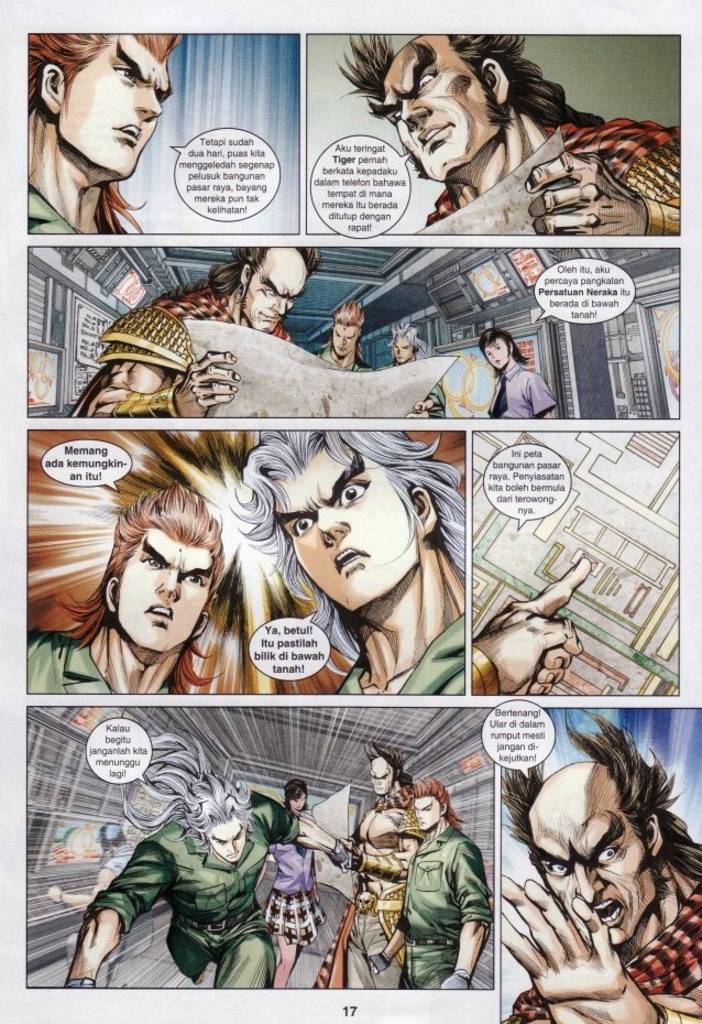 Tetapi sudah
dua hari, puas kita
menggeledah segenap
pelusuk bangunan
pasar raya, bayang
mereka pun tak
kelihatan!
Aku teringat
Tiger pernah
berkata kepadaku
dalam telefon bahawa
tempat di mana
mereka itu berada
ditutup dengan
rapat!
Oleh itu, aku
percaya pangkalan
Persatuan Neraka itu
berada di bawah
tanah!
Memang
ada kemungkin-
an itu!
Ya, betul!
Itu pastilah
bilik di bawah
tanah!
Ini peta
bangunan pasar
raya. Penyiasatan
kita boleh bermula
dari terowong-
nya.
Kalau
begitu
janganlah kita
menunggu
lagi!
Bertenang!
Ular di dalam
rumput mesti
jangan di-
kejutkan!
17